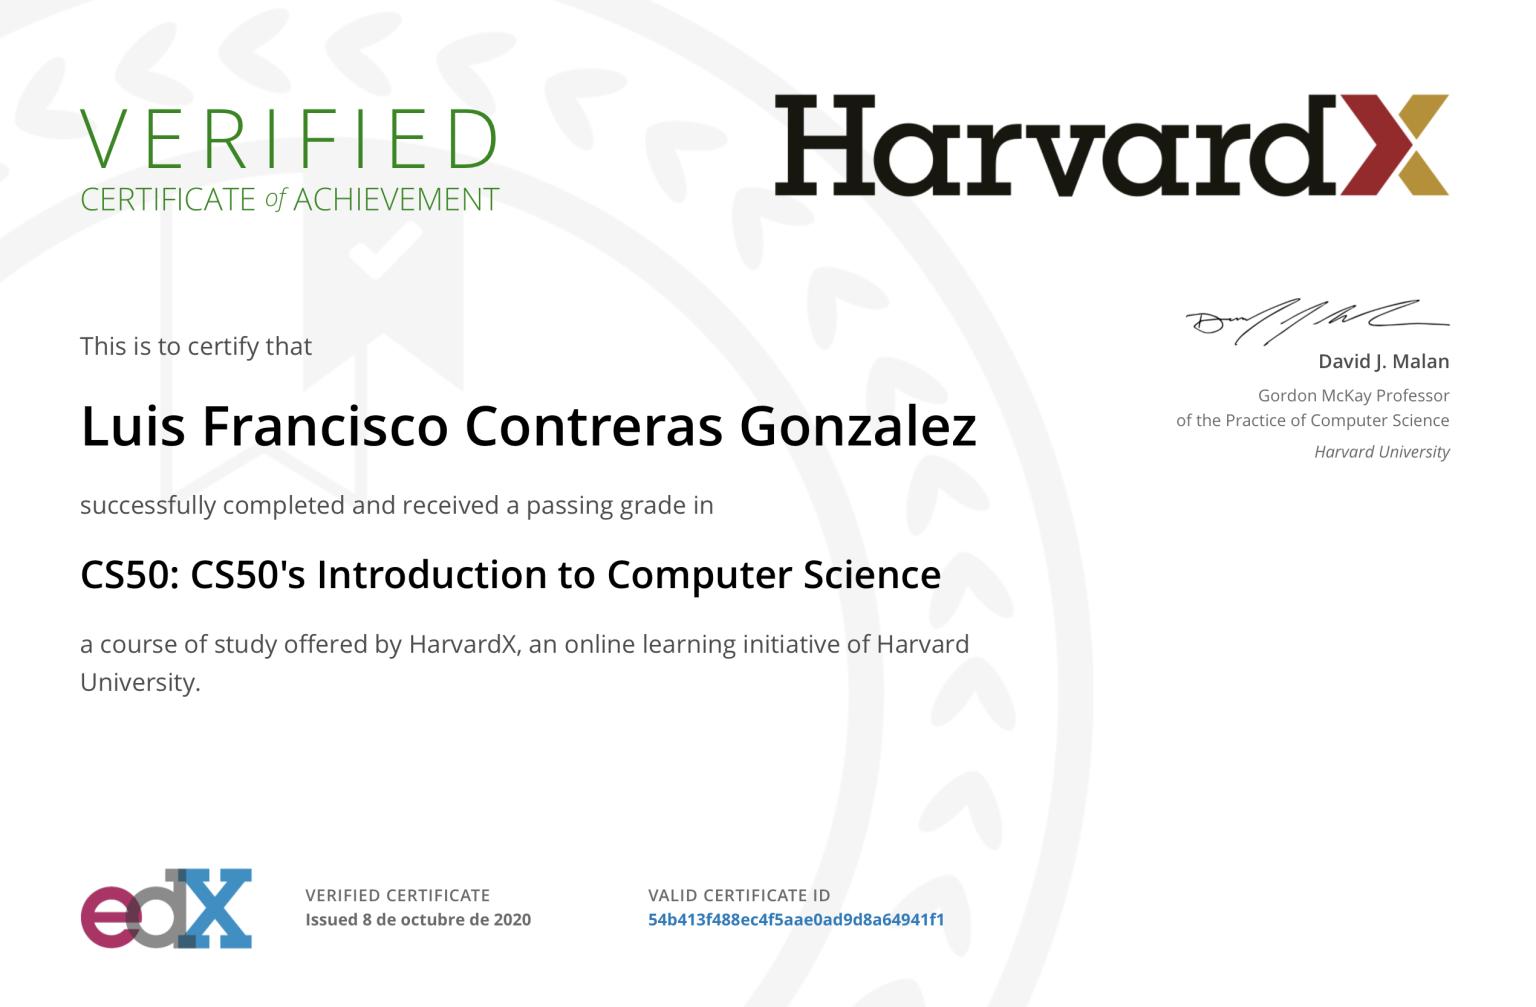 VERIFIED
CERTIFICATE of ACHIEVEMENT
HarvardX
This is to certify that
Luis Francisco Contreras Gonzalez
successfully completed and received a passing grade in
CS50: CS50's Introduction to Computer Science
a course of study offered by HarvardX, an online learning initiative of Harvard
University.
David J. Malan
Gordon McKay Professor
of the Practice of Computer Science
Harvard University
edX
VERIFIED CERTIFICATE
Issued 8 de octubre de 2020
VALID CERTIFICATE ID
54b413f488ec4f5aae0ad9d8a64941f1